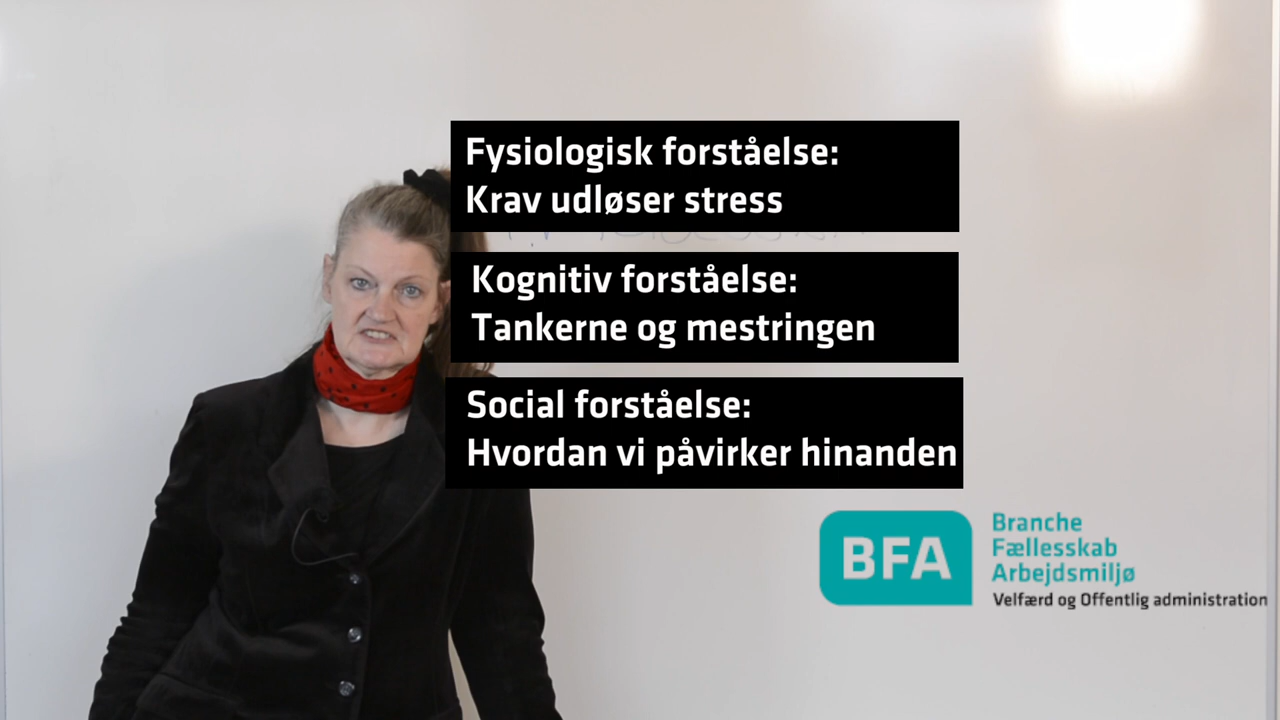 Fysiologisk forståelse:
Krav udløser stress
Kognitiv forståelse:
Tankerne og mestringen
Social forståelse:
Hvordan vi påvirker hinanden
BFA
Branche
Fællesskab
Arbejdsmiljø
Velfærd og Offentlig administration